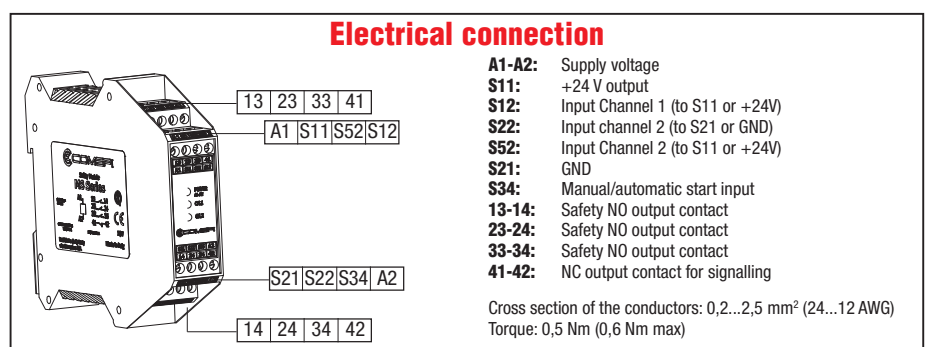 Electrical connection
A1-A2: Supply voltage
S11: +24 V output
S12: Input Channel 1 (to S11 or +24V)
S22: Input channel 2 (to S21 or GND)
S52: Input Channel 2 (to S11 or +24V)
S21: GND
S34: Manual/automatic start input
13-14: Safety NO output contact
23-24: Safety NO output contact
33-34: Safety NO output contact
41-42: NC output contact for signalling
Cross section of the conductors: 0,2...2,5 mm² (24...12 AWG)
Torque: 0,5 Nm (0,6 Nm max)
13 23 33 41
A1 S11 S52 S12
S21 S22 S34 A2
14 24 34 42